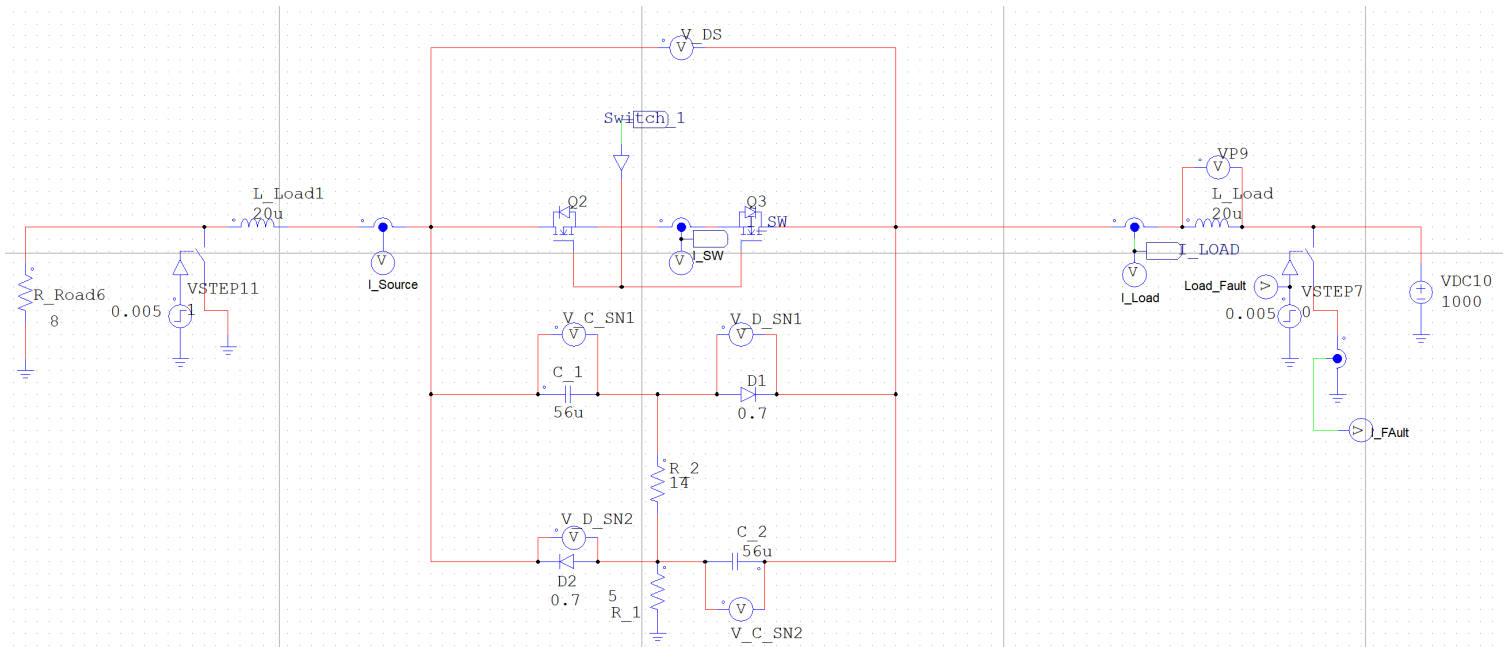 V_DS
V
Switch_1
VP9
V
L_Load1
20u
Q2
Q3
1 SW
L_Load
20u
V
I_Source
V
I_SW
I_LOAD
V
I_Load
Load_Fault
V
VSTEP7
0.005
0
VDC10
1000
R_Road6
8
VSTEP11
0.005
1
V_C_SN1
V
V_D_SN1
V
C_1
56u
D1
0.7
V
I_FAult
R_2
14
V_D_SN2
V
C_2
56u
D2
0.7
5
R_1
V
V_C_SN2